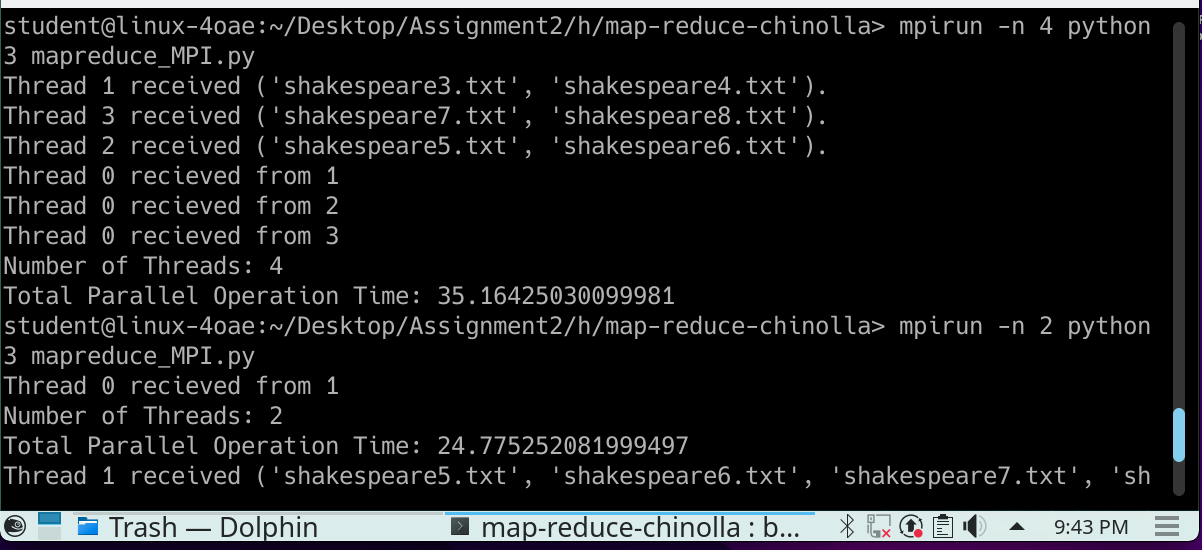 student@linux-4oae:~/Desktop/Assignment2/h/map-reduce-chinolla> mpirun -n 4 python
3 mapreduce_MPI.py
Thread 1 received ('shakespeare3.txt', 'shakespeare4.txt').
Thread 3 received ('shakespeare7.txt', 'shakespeare8.txt').
Thread 2 received ('shakespeare5.txt', 'shakespeare6.txt').
Thread 0 recieved from 1
Thread 0 recieved from 2
Thread 0 recieved from 3
Number of Threads: 4
Total Parallel Operation Time: 35.16425030099981
student@linux-4oae:~/Desktop/Assignment2/h/map-reduce-chinolla> mpirun -n 2 python
3 mapreduce_MPI.py
Thread 0 recieved from 1
Number of Threads: 2
Total Parallel Operation Time: 24.775252081999497
Thread 1 received ('shakespeare5.txt', 'shakespeare6.txt', 'shakespeare7.txt', 'sh
Trash — Dolphin map-reduce-chinolla : b... 9:43 PM